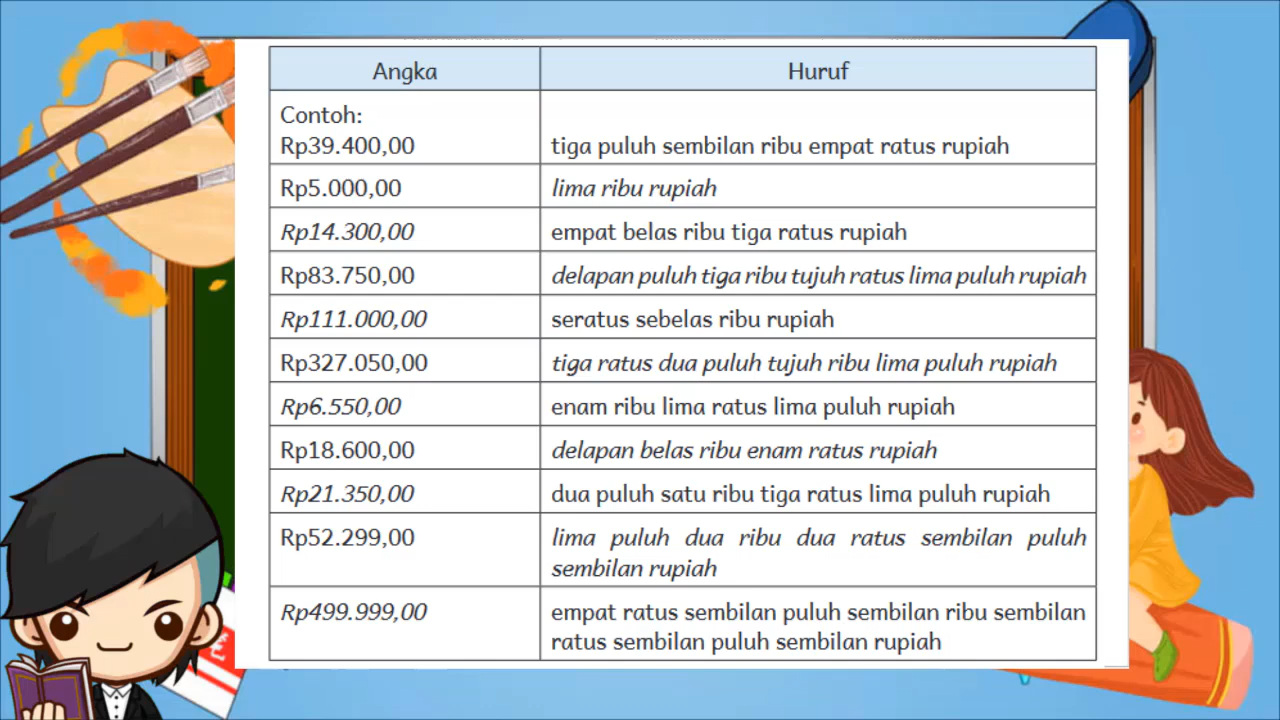 Angka Huruf
Contoh:
Rp39.400,00 tiga puluh sembilan ribu empat ratus rupiah
Rp5.000,00 lima ribu rupiah
Rp14.300,00 empat belas ribu tiga ratus rupiah
Rp83.750,00 delapan puluh tiga ribu tujuh ratus lima puluh rupiah
Rp111.000,00 seratus sebelas ribu rupiah
Rp327.050,00 tiga ratus dua puluh tujuh ribu lima puluh rupiah
Rp6.550,00 enam ribu lima ratus lima puluh rupiah
Rp18.600,00 delapan belas ribu enam ratus rupiah
Rp21.350,00 dua puluh satu ribu tiga ratus lima puluh rupiah
Rp52.299,00 lima puluh dua ribu dua ratus sembilan puluh
sembilan rupiah
Rp499.999,00 empat ratus sembilan puluh sembilan ribu sembilan
ratus sembilan puluh sembilan rupiah